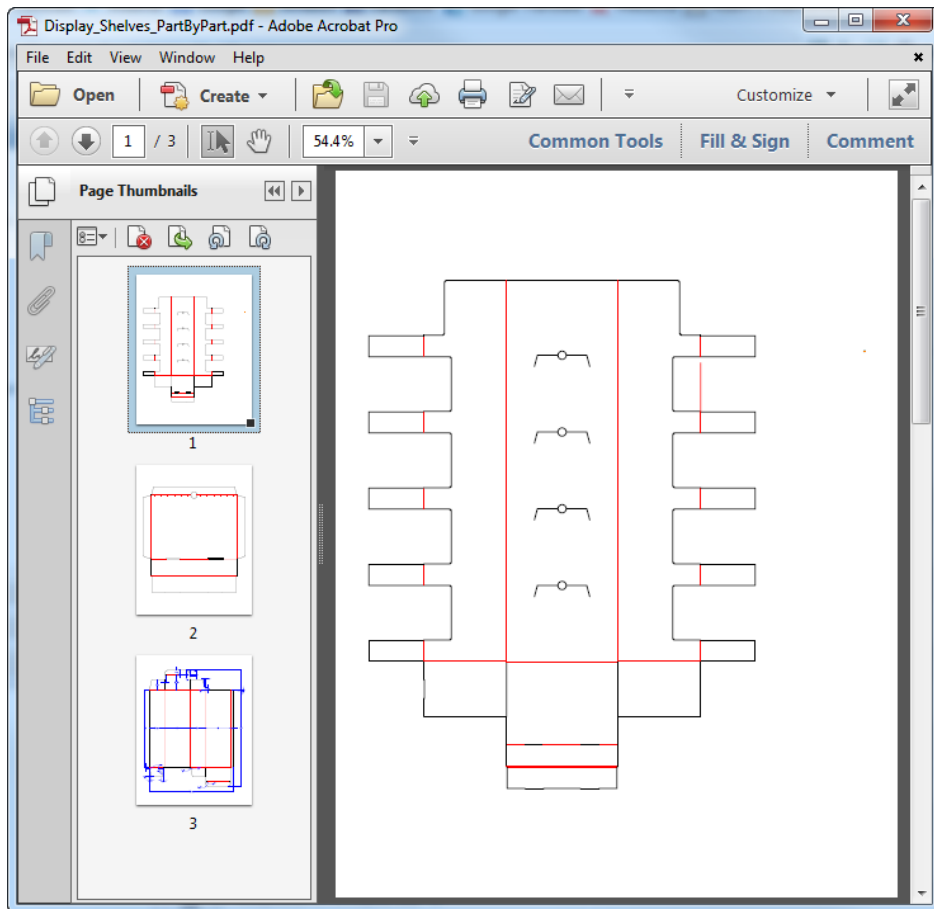 Display_Shelves_PartByPart.pdf - Adobe Acrobat Pro
File Edit View Window Help
Open Create Customize
1 / 3 54.4% Common Tools Fill & Sign Comment
Page Thumbnails
1
2
3